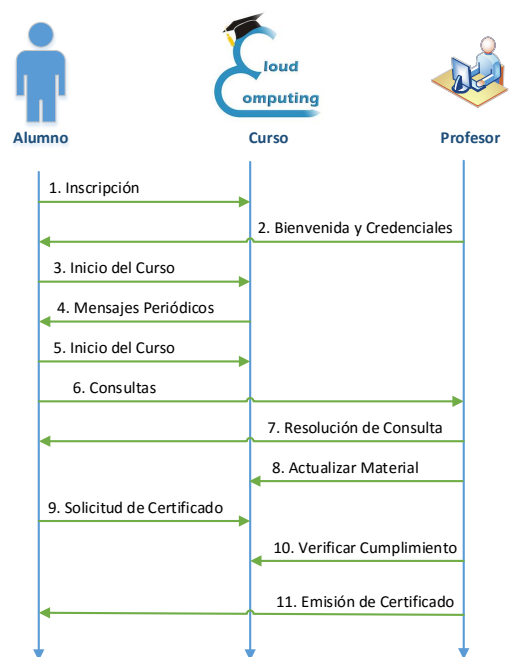 Cloud
Computing
Alumno
Curso
Profesor
1. Inscripción
2. Bienvenida y Credenciales
3. Inicio del Curso
4. Mensajes Periódicos
5. Inicio del Curso
6. Consultas
7. Resolución de Consulta
8. Actualizar Material
9. Solicitud de Certificado
10. Verificar Cumplimiento
11. Emisión de Certificado